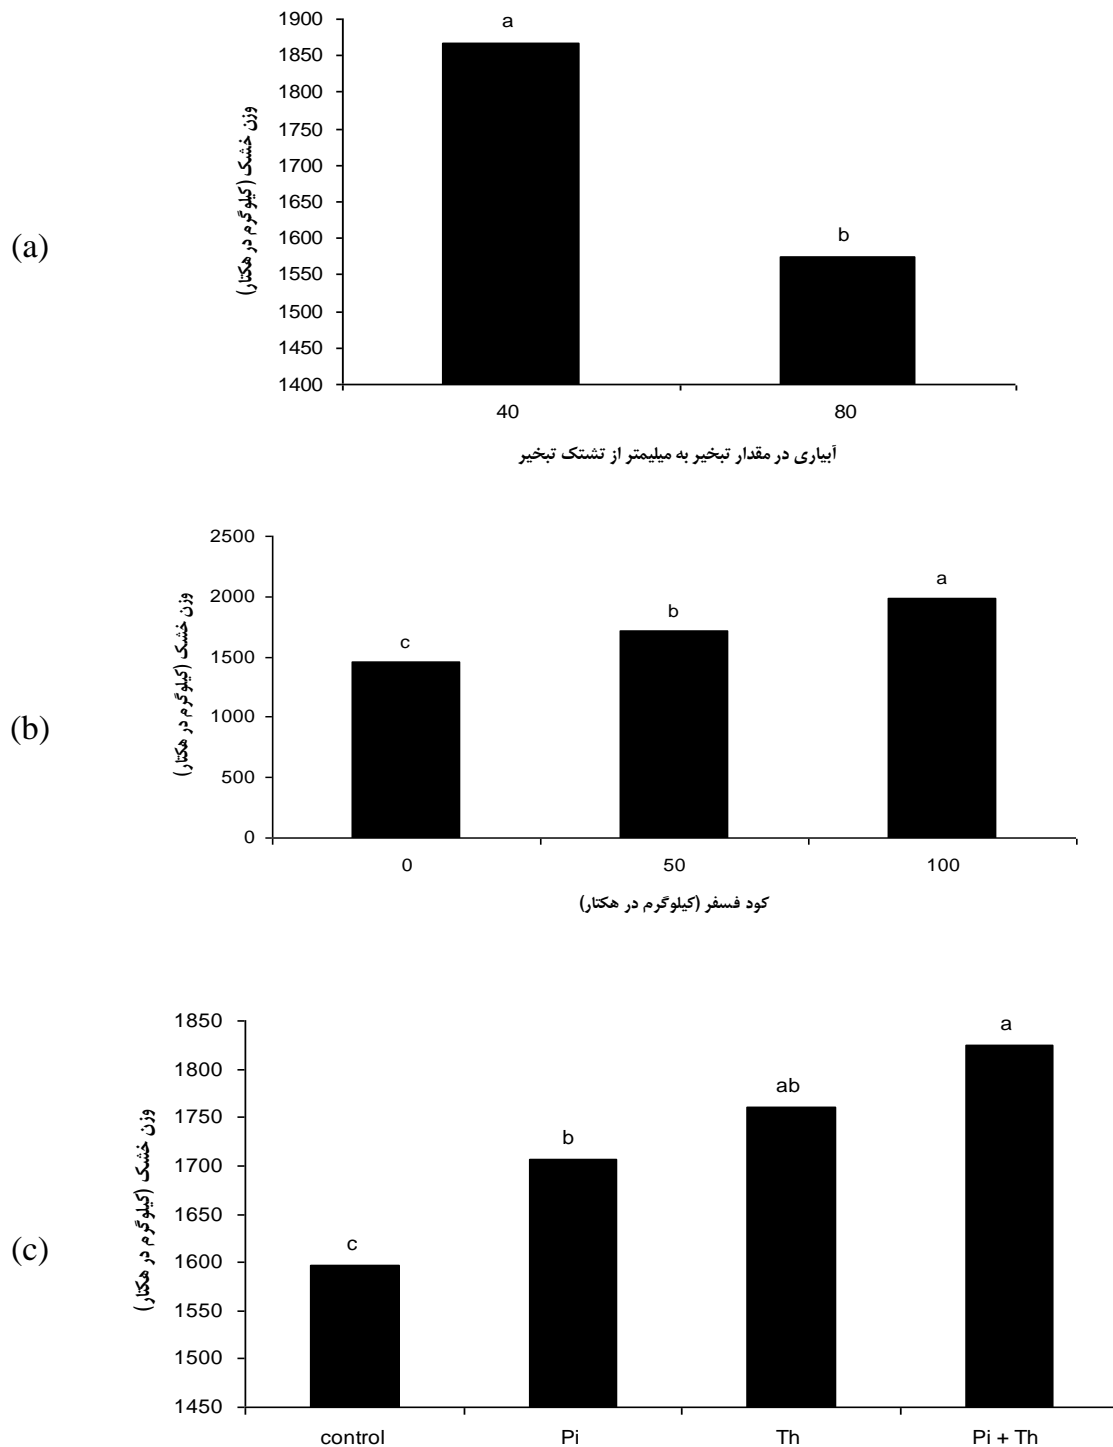 (a)
وزن خشک (کیلوگرم در هکتار)
1900
1850
1800
1750
1700
1650
1600
1550
1500
1450
1400
a
b
40
80
آبیاری در مقدار تبخیر به میلیمتر از تشتک تبخیر
(b)
وزن خشک (کیلوگرم در هکتار)
2500
2000
1500
1000
500
0
c
b
a
0
50
100
کود فسفر (کیلوگرم در هکتار)
(c)
وزن خشک (کیلوگرم در هکتار)
1850
1800
1750
1700
1650
1600
1550
1500
1450
c
b
ab
a
control
Pi
Th
Pi + Th